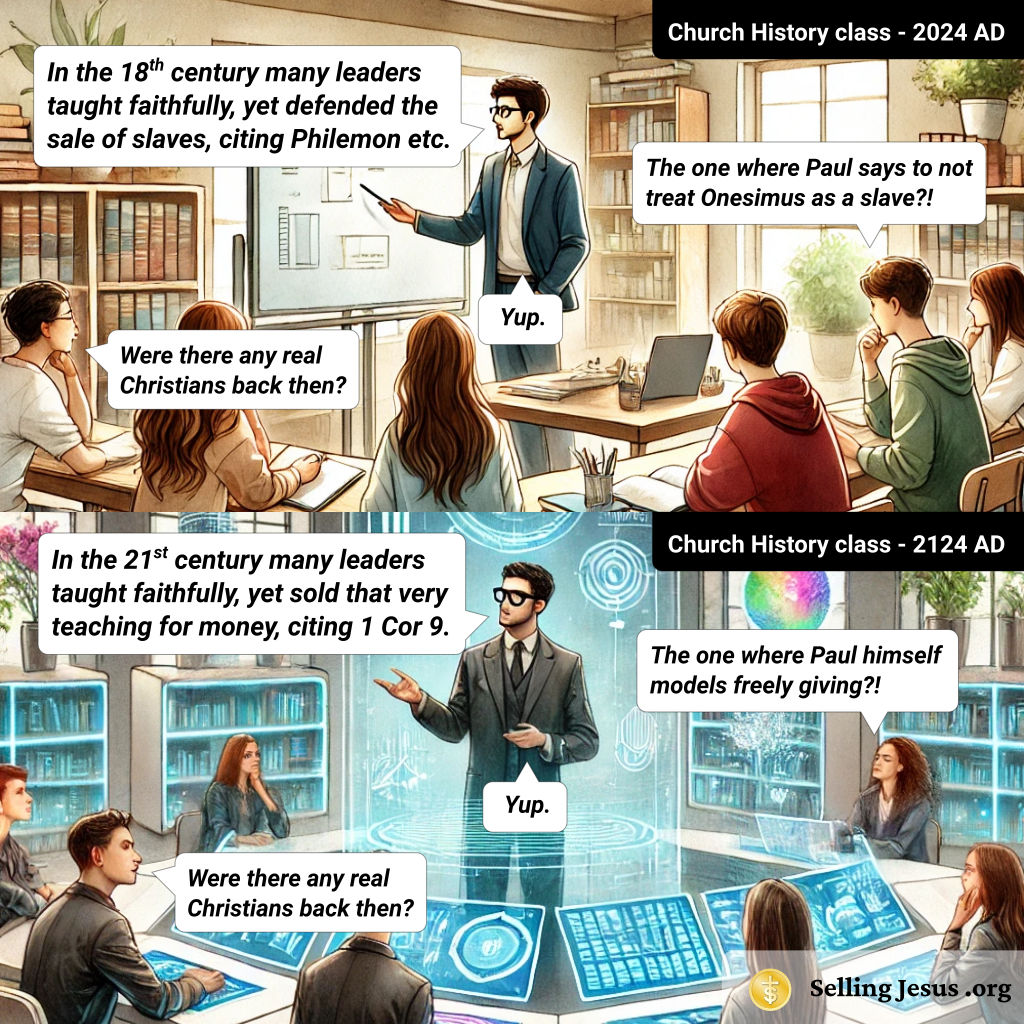 Church History class - 2024 AD
In the 18th century many leaders
taught faithfully, yet defended the
sale of slaves, citing Philemon etc.
The one where Paul says to not
treat Onesimus as a slave?!
Yup.
Were there any real
Christians back then?
Church History class - 2124 AD
In the 21st century many leaders
taught faithfully, yet sold that very
teaching for money, citing 1 Cor 9.
The one where Paul himself
models freely giving?!
Yup.
Were there any real
Christians back then?
Selling Jesus .org